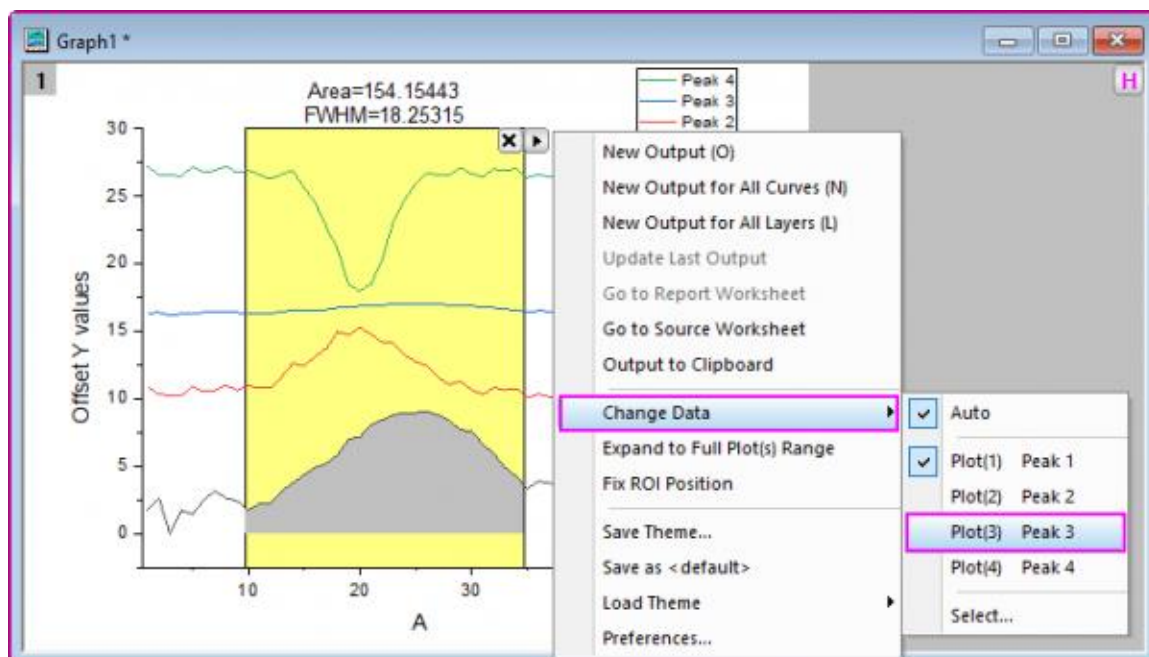 Graph1 *
1
H
Area=154.15443
FWHM=18.25315
Peak 4
Peak 3
Peak 2
30
25
20
15
10
5
0
Offset Y values
10
20
30
A
New Output (O)
New Output for All Curves (N)
New Output for All Layers (L)
Update Last Output
Go to Report Worksheet
Go to Source Worksheet
Output to Clipboard
Change Data
Expand to Full Plot(s) Range
Fix ROI Position
Save Theme...
Save as <default>
Load Theme
Preferences...
Auto
Plot(1) Peak 1
Plot(2) Peak 2
Plot(3) Peak 3
Plot(4) Peak 4
Select...